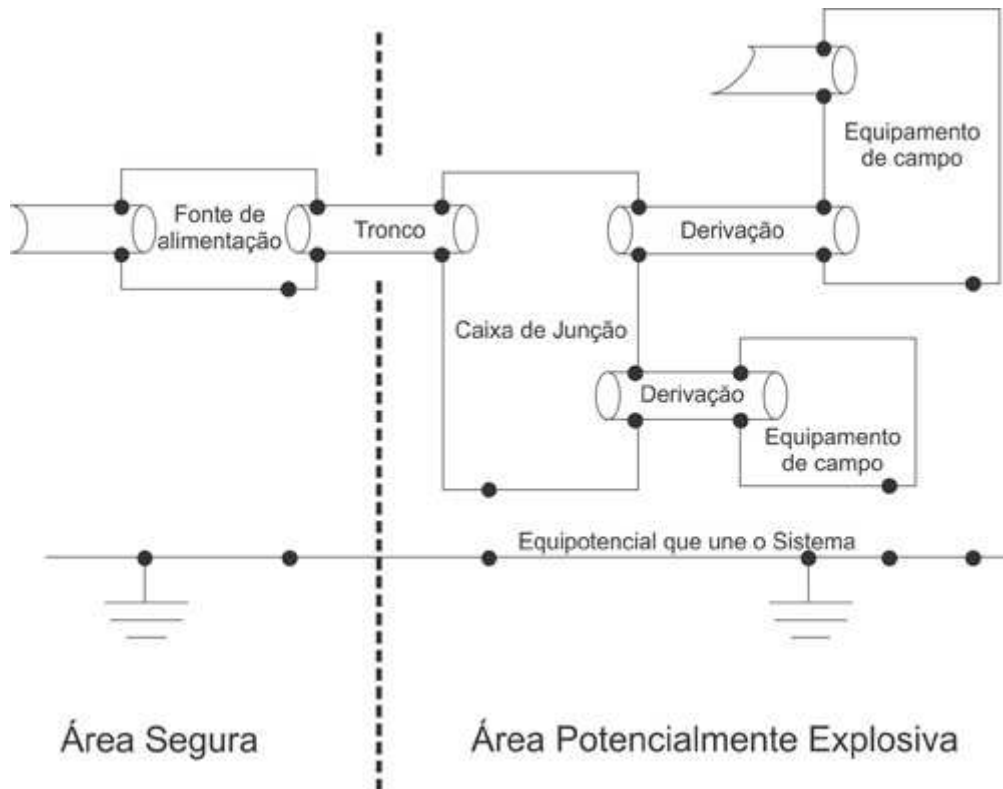 Equipamento
de campo
Fonte de
alimentação
Tronco
Derivação
Caixa de Junção
Derivação
Equipamento
de campo
Equipotencial que une o Sistema
Área Segura
Área Potencialmente Explosiva